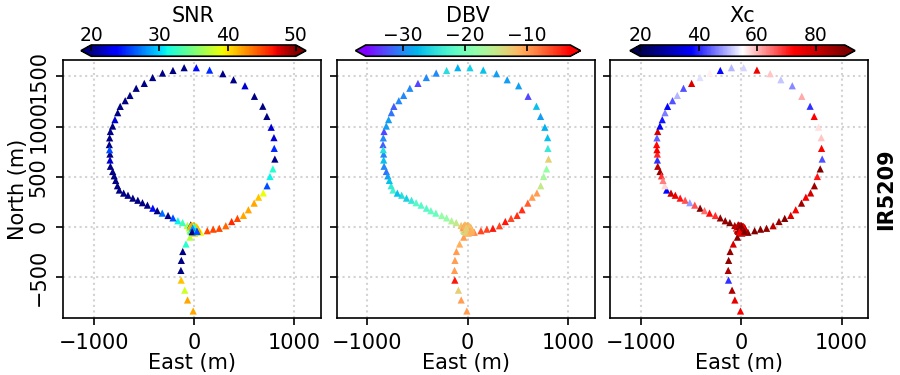 SNR DBV Xc
20 30 40 50 −30 −20 −10 20 40 60 80
1500
1000
500
0
−500
North (m)
IR5209
−1000 0 1000 −1000 0 1000 −1000 0 1000
East (m) East (m) East (m)